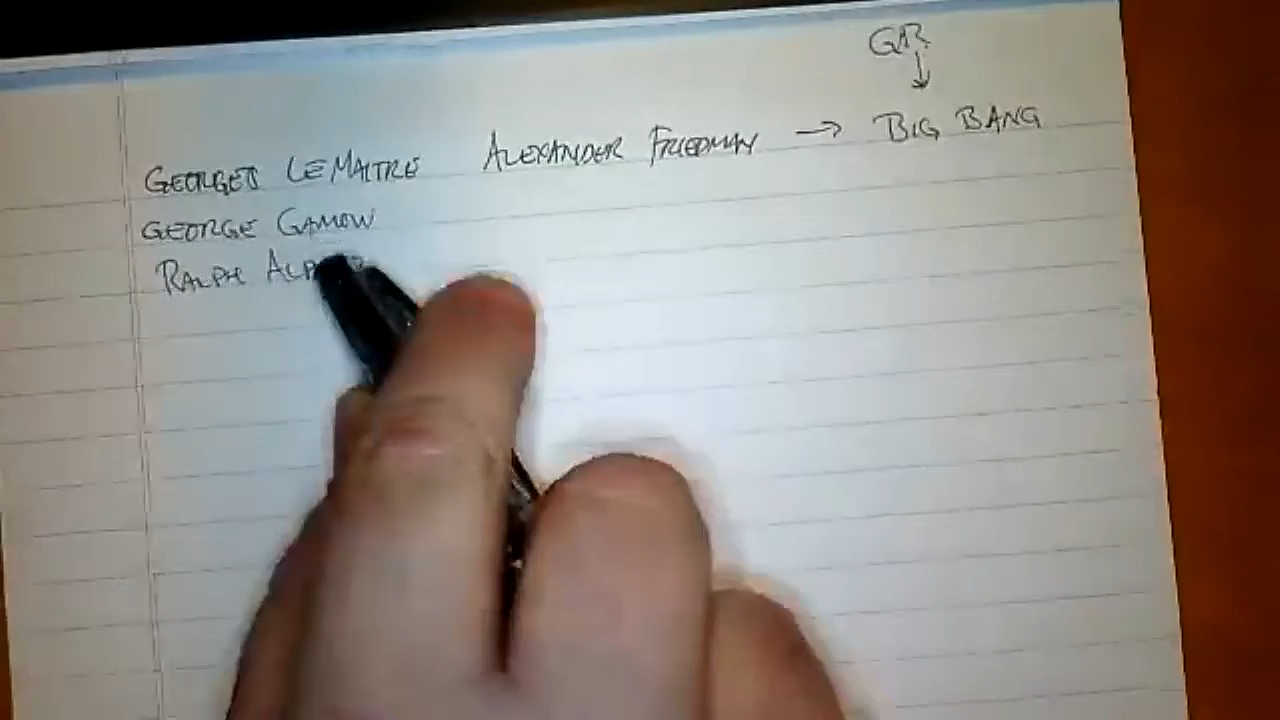 GR
GEORGES LEMAITRE ALEXANDER FRIEDMAN → BIG BANG
GEORGE GAMOW
RALPH